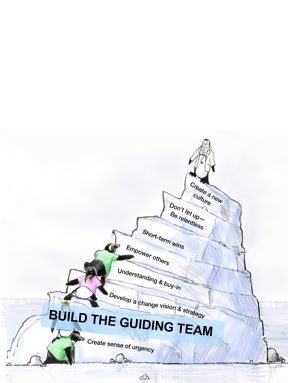 Create a new
culture
Don't let up—
Be relentless
Short-term wins
Empower others
Understanding & buy-in
Develop a change vision & strategy
BUILD THE GUIDING TEAM
Create sense of urgency